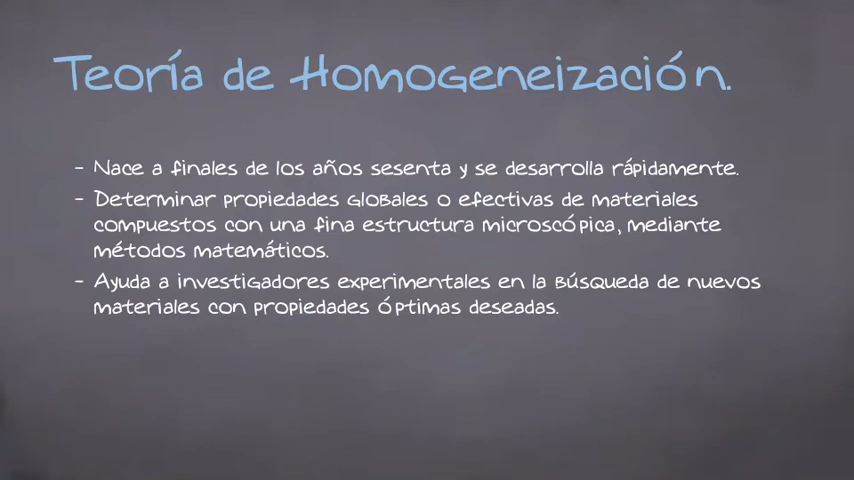 Teoría de Homogeneización.
- Nace a finales de los años sesenta y se desarrolla rápidamente.
- Determinar propiedades globales o efectivas de materiales
compuestos con una fina estructura microscópica, mediante
métodos matemáticos.
- Ayuda a investigadores experimentales en la búsqueda de nuevos
materiales con propiedades óptimas deseadas.